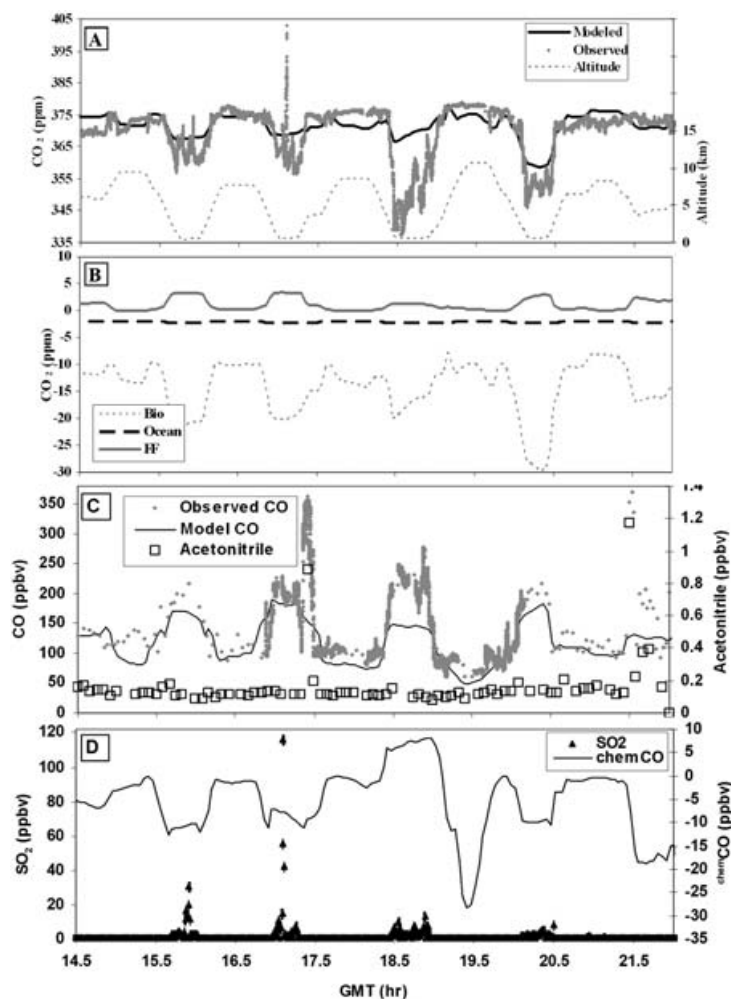 A
CO2 (ppm)
405
395
385
375
365
355
345
335
Modeled
Observed
Altitude
15
10
5
0
Altitude (km)
B
CO2 (ppm)
10
5
0
-5
-10
-15
-20
-25
-30
Bio
Ocean
FF
C
CO (ppbv)
350
300
250
200
150
100
50
0
Observed CO
Model CO
Acetonitrile
1.4
1.2
1
0.8
0.6
0.4
0.2
0
Acetonitrile (ppbv)
D
SO2 (ppbv)
120
100
80
60
40
20
0
SO2
chemCO
10
5
0
-5
-10
-15
-20
-25
-30
-35
chemCO (ppbv)
14.5 15.5 16.5 17.5 18.5 19.5 20.5 21.5
GMT (hr)